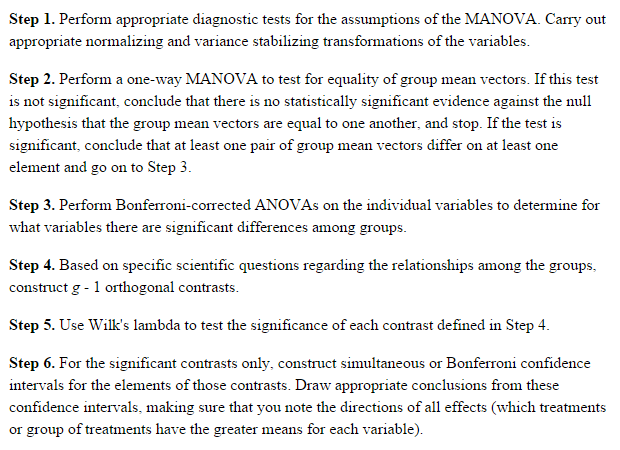 Step 1. Perform appropriate diagnostic tests for the assumptions of the MANOVA. Carry out
appropriate normalizing and variance stabilizing transformations of the variables.
Step 2. Perform a one-way MANOVA to test for equality of group mean vectors. If this test
is not significant, conclude that there is no statistically significant evidence against the null
hypothesis that the group mean vectors are equal to one another, and stop. If the test is
significant, conclude that at least one pair of group mean vectors differ on at least one
element and go on to Step 3.
Step 3. Perform Bonferroni-corrected ANOVAs on the individual variables to determine for
what variables there are significant differences among groups.
Step 4. Based on specific scientific questions regarding the relationships among the groups,
construct g - 1 orthogonal contrasts.
Step 5. Use Wilk's lambda to test the significance of each contrast defined in Step 4.
Step 6. For the significant contrasts only, construct simultaneous or Bonferroni confidence
intervals for the elements of those contrasts. Draw appropriate conclusions from these
confidence intervals, making sure that you note the directions of all effects (which treatments
or group of treatments have the greater means for each variable).